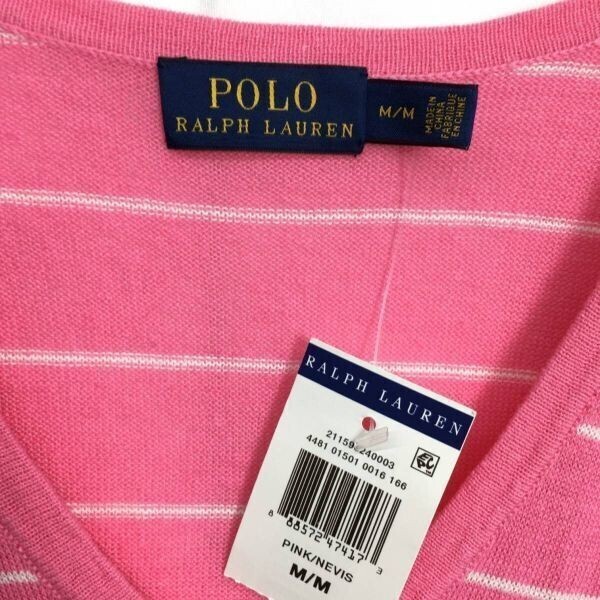 POLO
RALPH LAUREN
M/M
MADE IN
CHINA
FABRIQUE
EN CHINE
RALPH LAUREN
4481 01501 0016 166
8 88572 47417 3
PINK/NEVIS
M/M